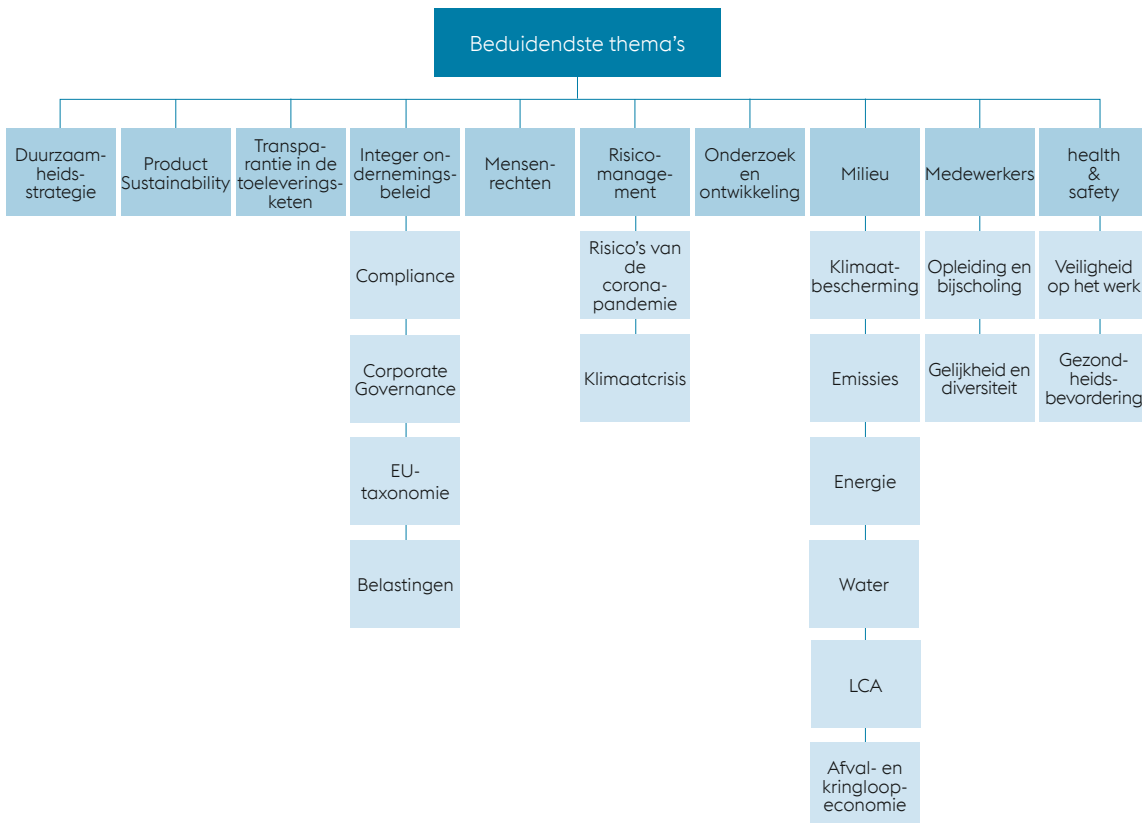 Beduidendste thema's
Duurzaam-
heids-
strategie
Product
Sustainability
Transpa-
rantie in de
toeleverings-
keten
Integer on-
dernemings-
beleid
Mensen-
rechten
Risico-
management
Onderzoek
en
ontwikkeling
Milieu
Medewerkers
health
&
safety
Compliance
Risico's van
de
corona-
pandemie
Klimaat-
bescherming
Opleiding en
bijscholing
Veiligheid
op het werk
Corporate
Governance
Klimaatcrisis
Emissies
Gelijkheid en
diversiteit
Gezond-
heids-
bevordering
EU-
taxonomie
Energie
Belastingen
Water
LCA
Afval- en
kringloop-
economie